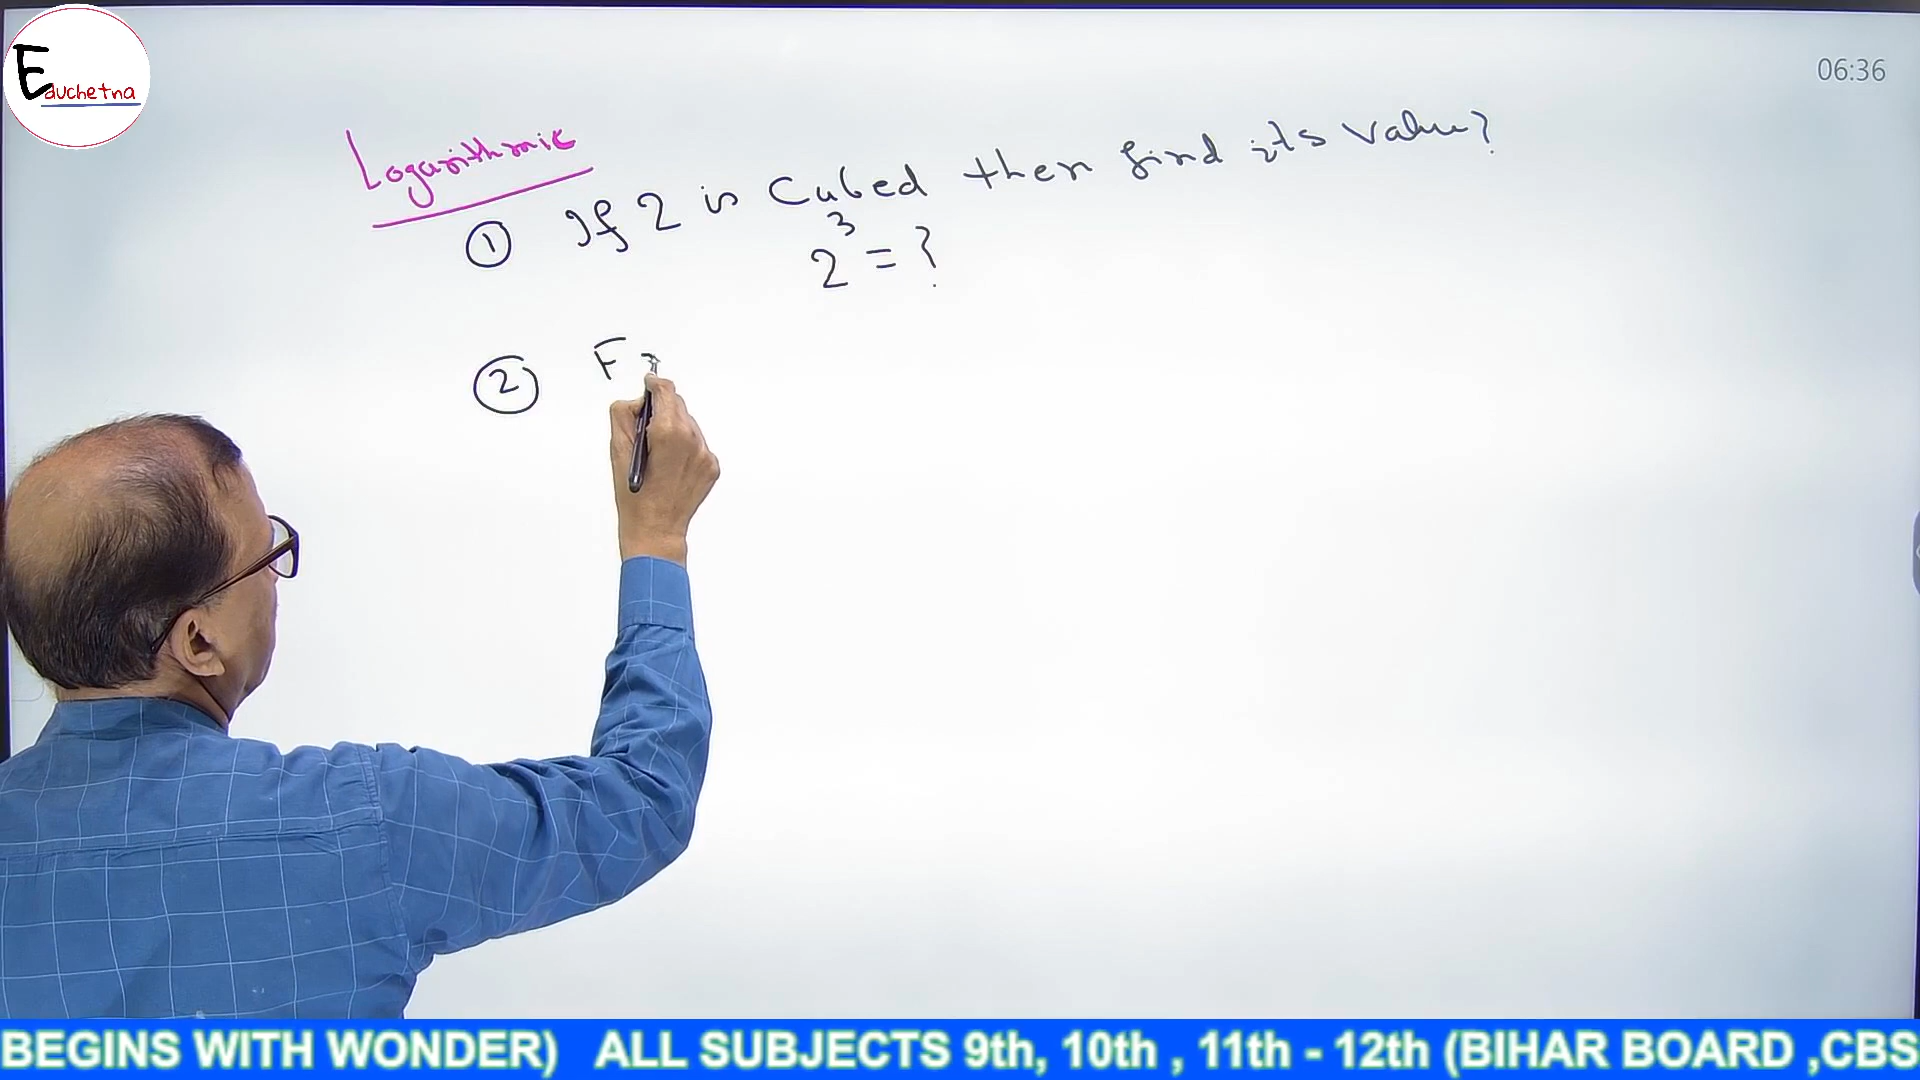 Educhetna
06:36
Logarithmic
① If 2 is Cubed then find its value?
2³ = ?
② F
BEGINS WITH WONDER) ALL SUBJECTS 9th, 10th , 11th - 12th (BIHAR BOARD ,CBS